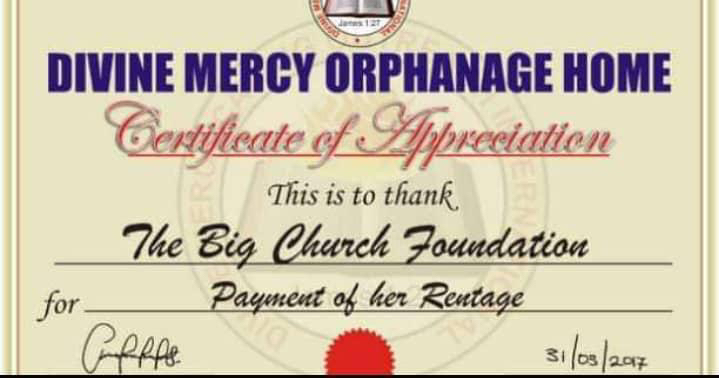 James 1:27
DIVINE MERCY ORPHANAGE HOME
Certificate of Appreciation
This is to thank
The Big Church Foundation
for Payment of her Rentage
31/03/2017